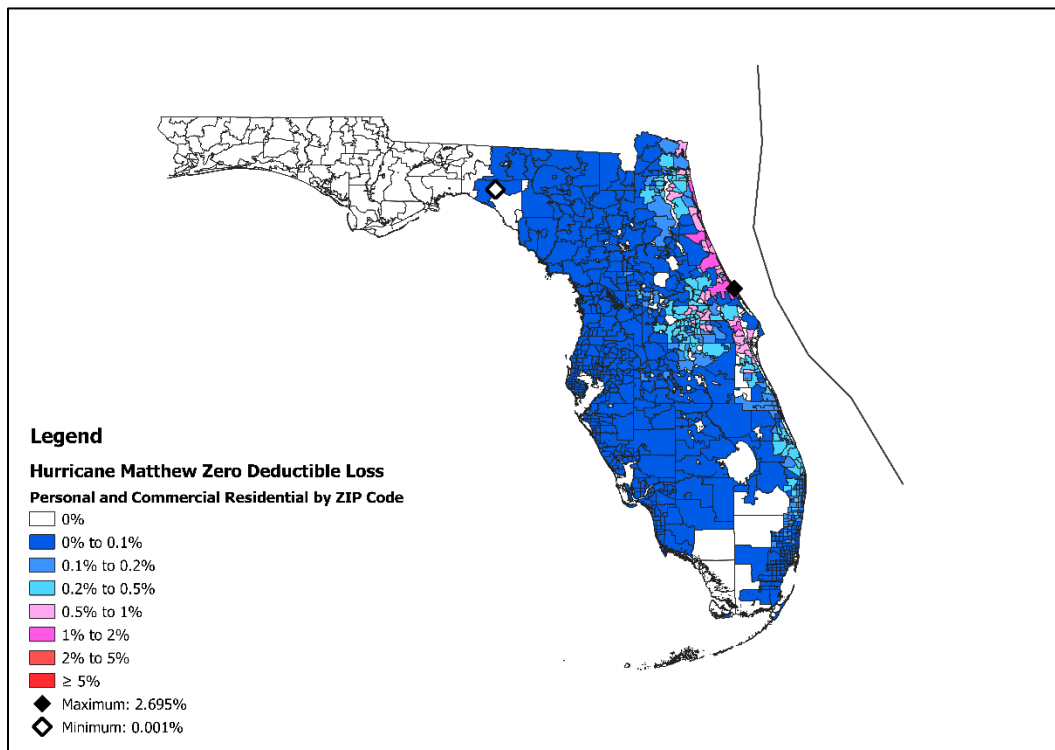 Legend
Hurricane Matthew Zero Deductible Loss
Personal and Commercial Residential by ZIP Code
0%
0% to 0.1%
0.1% to 0.2%
0.2% to 0.5%
0.5% to 1%
1% to 2%
2% to 5%
≥ 5%
Maximum: 2.695%
Minimum: 0.001%